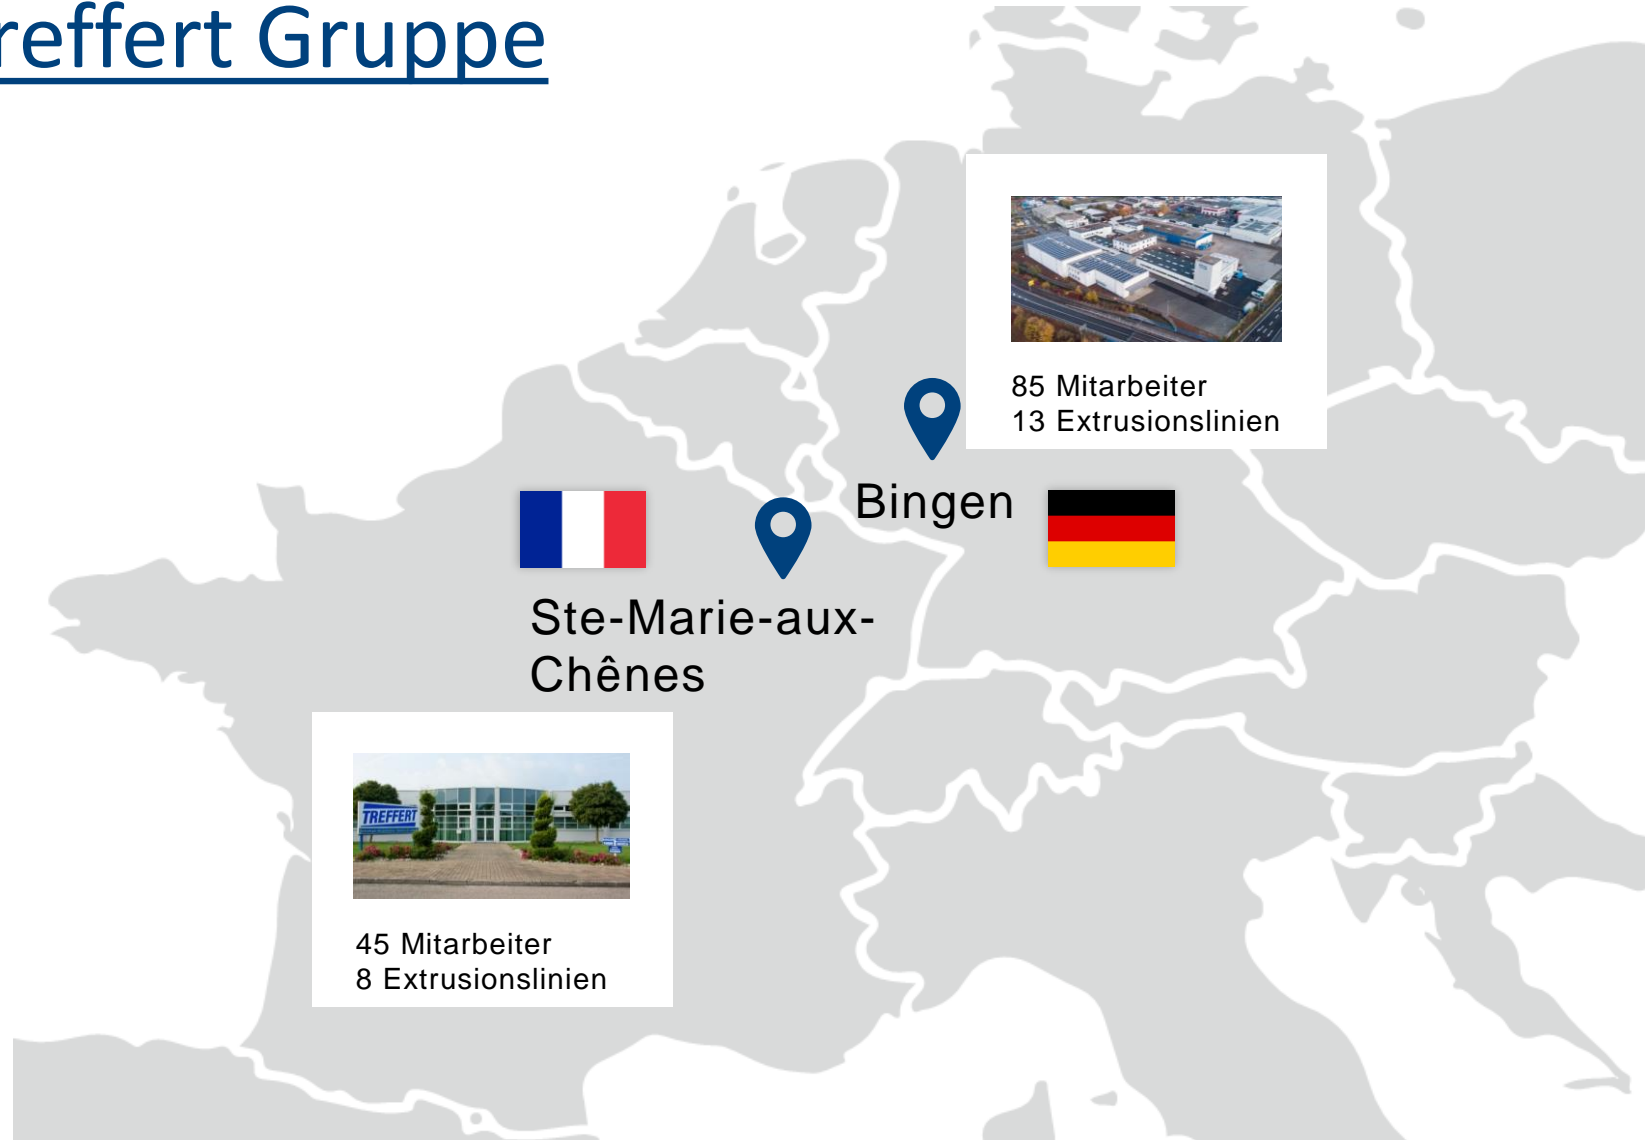 reffert Gruppe
85 Mitarbeiter
13 Extrusionslinien
Bingen
Ste-Marie-aux-
Chênes
TREFFERT
45 Mitarbeiter
8 Extrusionslinien